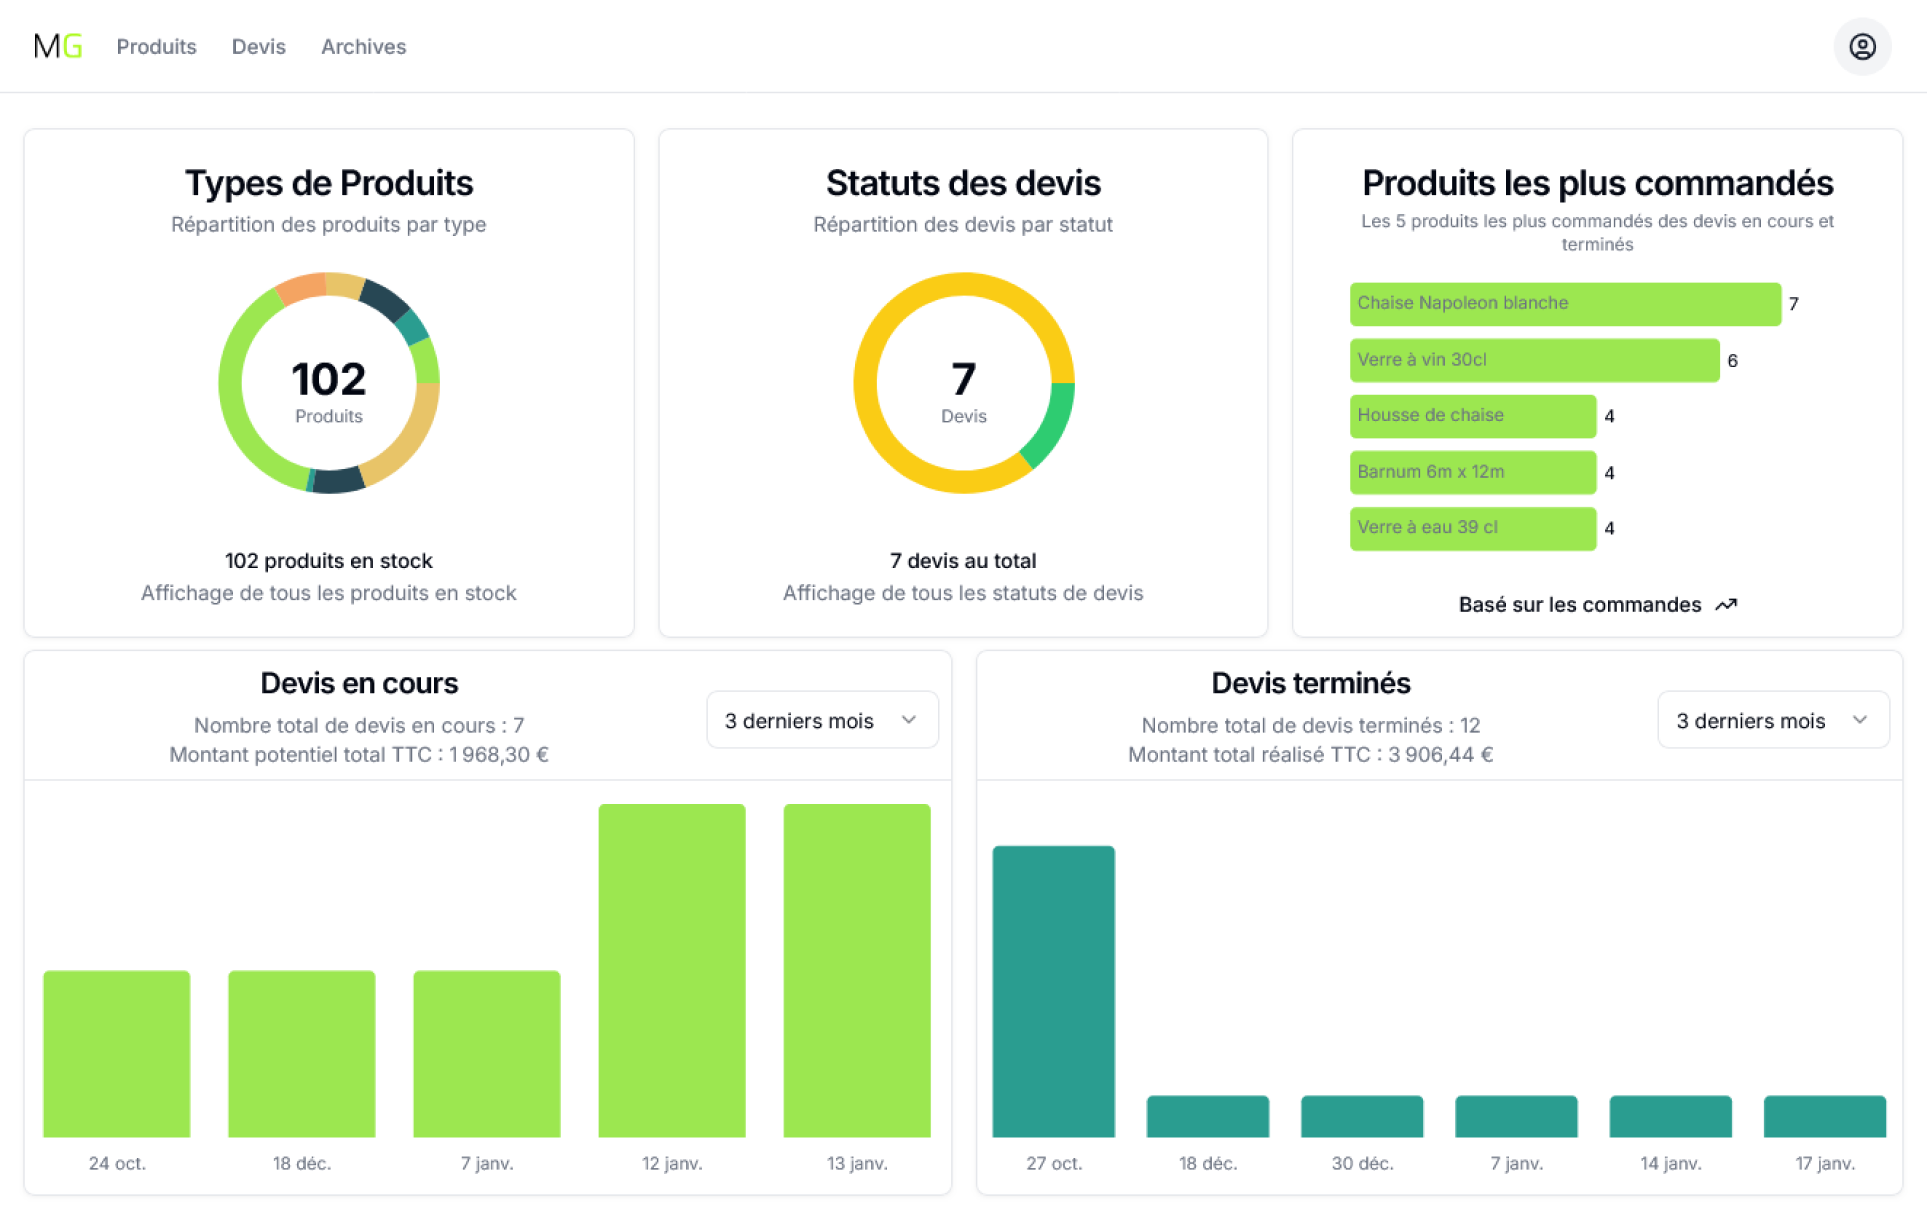 MG
Produits
Devis
Archives
Types de Produits
Répartition des produits par type
102
Produits
102 produits en stock
Affichage de tous les produits en stock
Statuts des devis
Répartition des devis par statut
7
Devis
7 devis au total
Affichage de tous les statuts de devis
Produits les plus commandés
Les 5 produits les plus commandés des devis en cours et
terminés
Chaise Napoleon blanche 7
Verre à vin 30cl 6
Housse de chaise 4
Barnum 6m x 12m 4
Verre à eau 39 cl 4
Basé sur les commandes
Devis en cours
Nombre total de devis en cours : 7
Montant potentiel total TTC : 1 968,30 €
3 derniers mois
24 oct.
18 déc.
7 janv.
12 janv.
13 janv.
Devis terminés
Nombre total de devis terminés : 12
Montant total réalisé TTC : 3 906,44 €
3 derniers mois
27 oct.
18 déc.
30 déc.
7 janv.
14 janv.
17 janv.